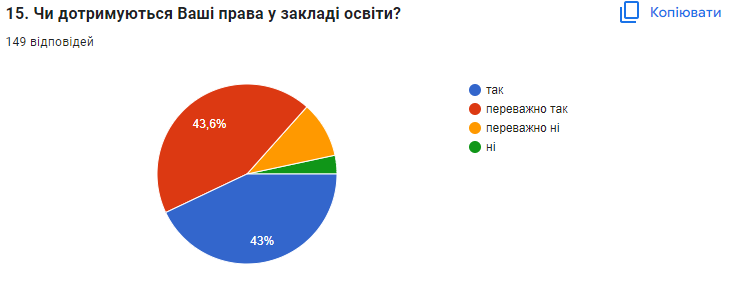 15. Чи дотримуються Ваші права у закладі освіти?
Копіювати
149 відповідей
так
переважно так
переважно ні
ні
43,6%
43%